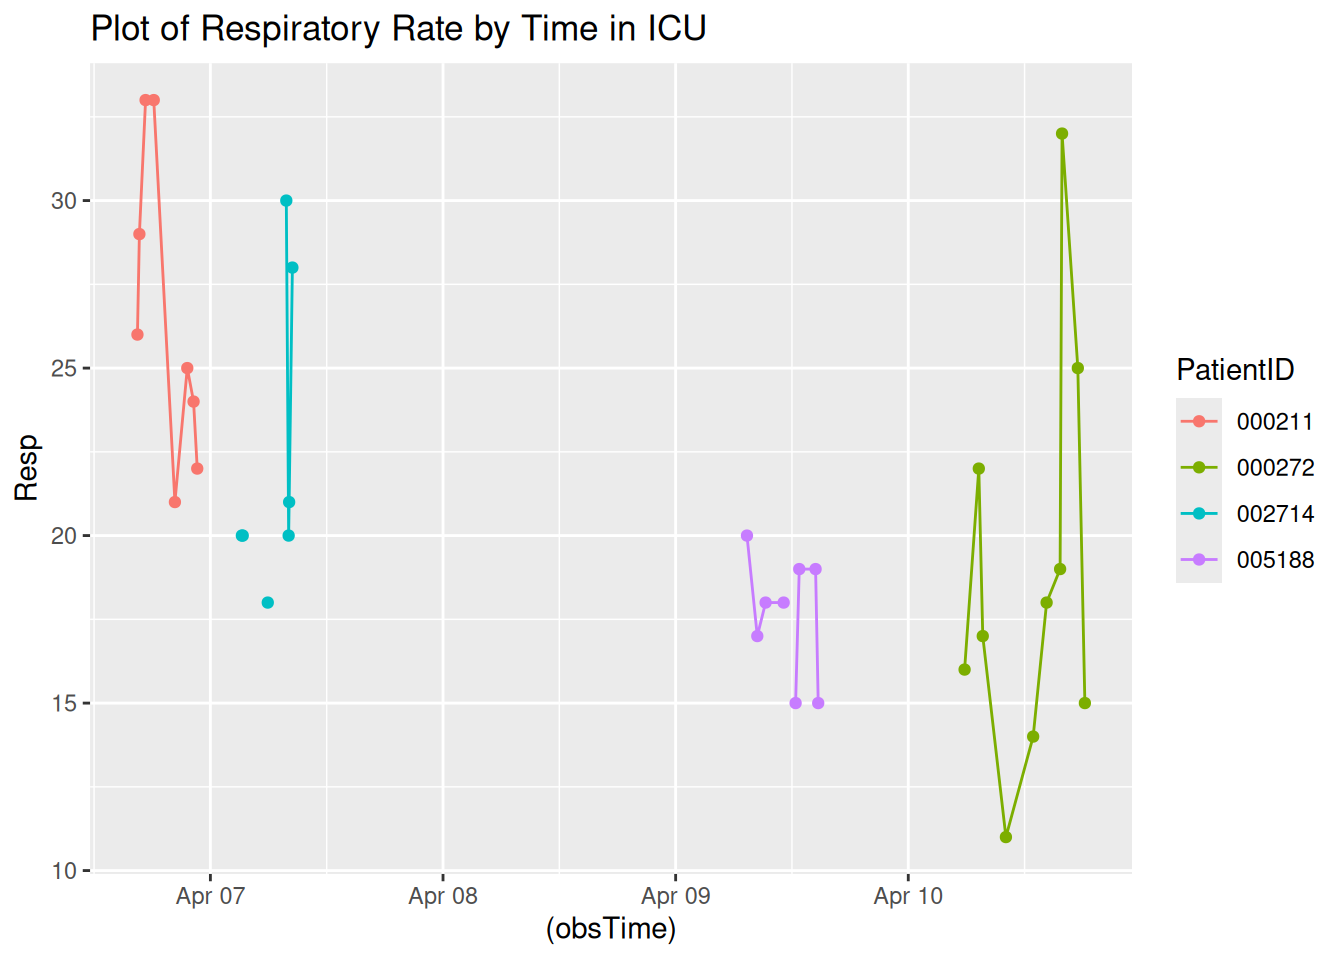 Plot of Respiratory Rate by Time in ICU
Resp
30
25
20
15
10
Apr 07 Apr 08 Apr 09 Apr 10
(obsTime)
PatientID
000211
000272
002714
005188